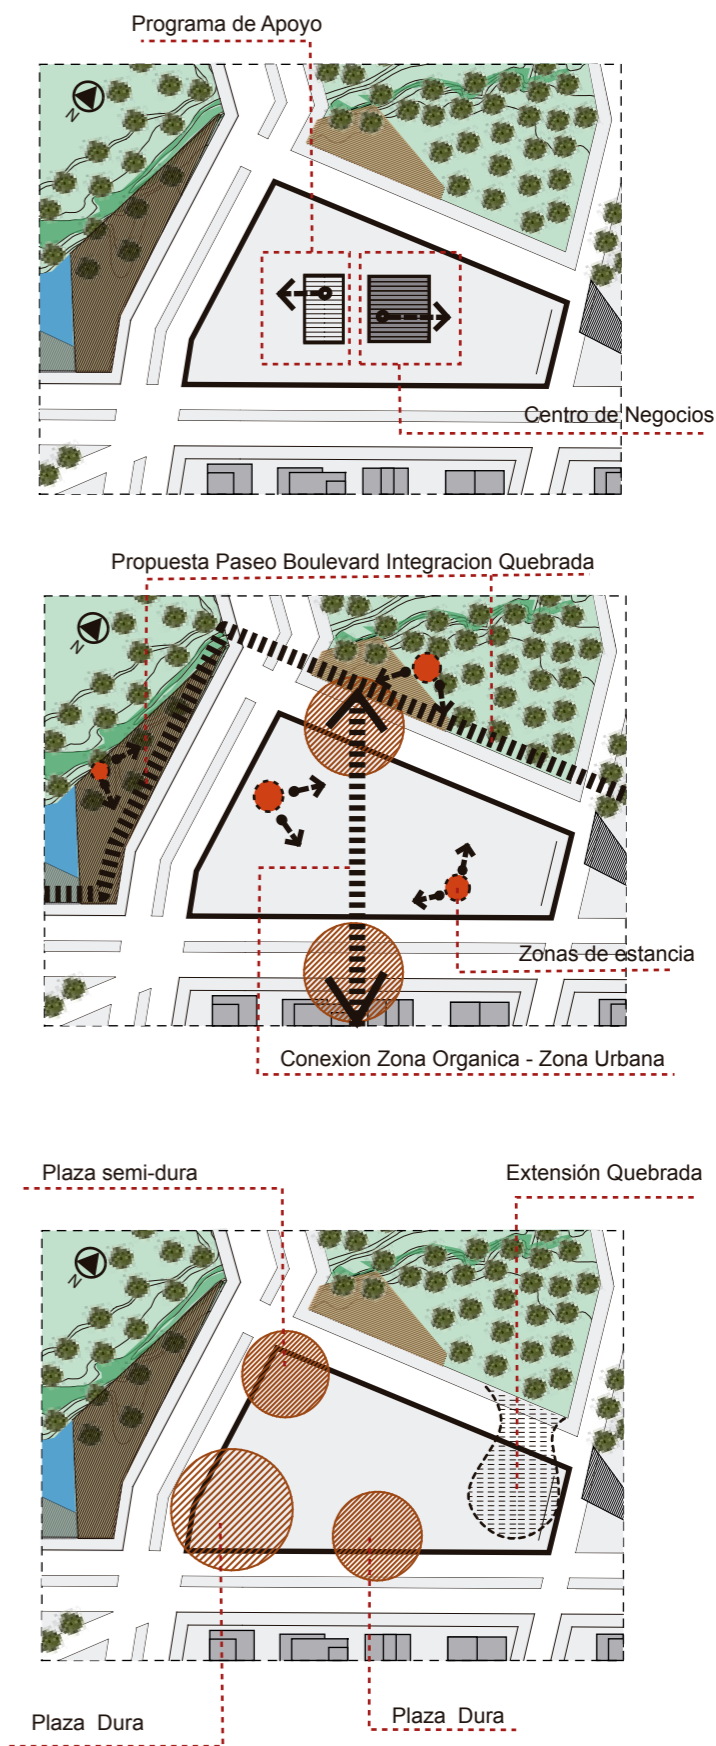 Programa de Apoyo
N
Centro de Negocios
Propuesta Paseo Boulevard Integracion Quebrada
N
Zonas de estancia
Conexion Zona Organica - Zona Urbana
Plaza semi-dura
Extensión Quebrada
N
Plaza Dura
Plaza Dura